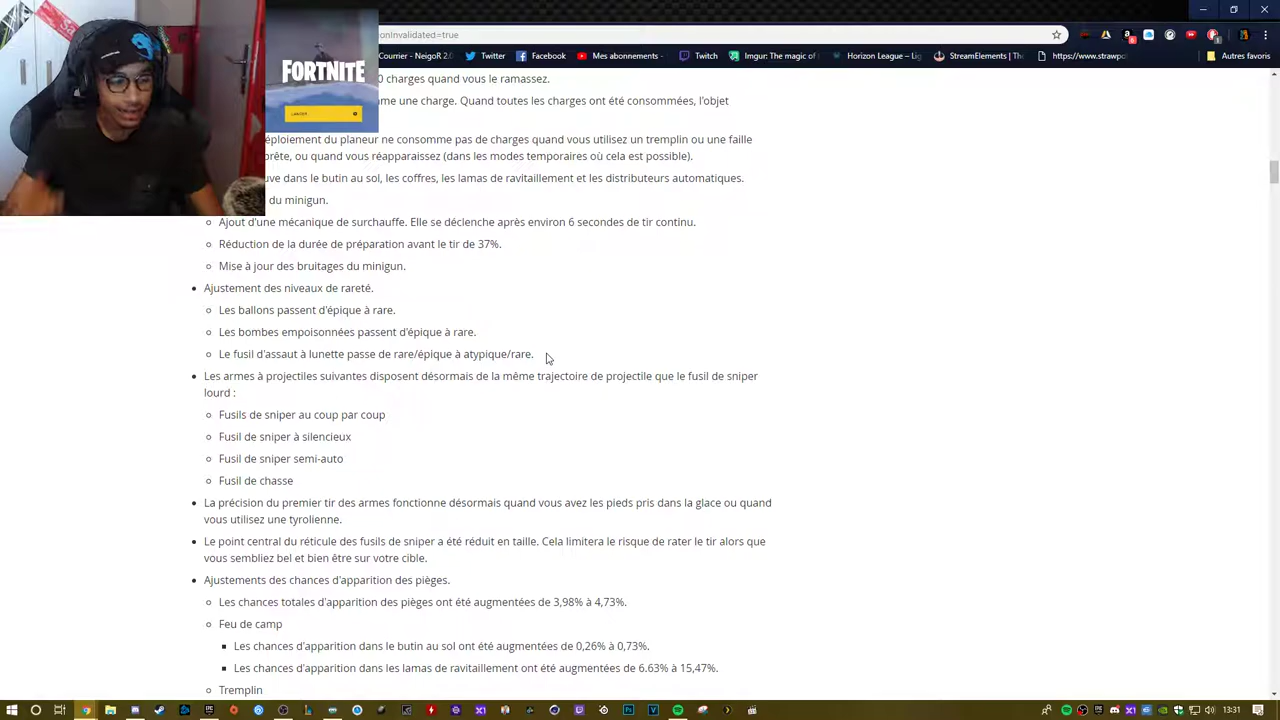 onInvalidated=true
Courrier - NeigoR 2.0 Twitter Facebook Mes abonnements - Twitch Imgur: The magic of Horizon League – Lig StreamElements | Th https://www.strawp Autres favoris
FORTNITE
LANCER
0 charges quand vous le ramassez.
me une charge. Quand toutes les charges ont été consommées, l'objet
éploiement du planeur ne consomme pas de charges quand vous utilisez un tremplin ou une faille
prête, ou quand vous réapparaissez (dans les modes temporaires où cela est possible).
uve dans le butin au sol, les coffres, les lamas de ravitaillement et les distributeurs automatiques.
du minigun.
Ajout d'une mécanique de surchauffe. Elle se déclenche après environ 6 secondes de tir continu.
Réduction de la durée de préparation avant le tir de 37%.
Mise à jour des bruitages du minigun.
Ajustement des niveaux de rareté.
Les ballons passent d'épique à rare.
Les bombes empoisonnées passent d'épique à rare.
Le fusil d'assaut à lunette passe de rare/épique à atypique/rare.
Les armes à projectiles suivantes disposent désormais de la même trajectoire de projectile que le fusil de sniper
lourd :
Fusils de sniper au coup par coup
Fusil de sniper à silencieux
Fusil de sniper semi-auto
Fusil de chasse
La précision du premier tir des armes fonctionne désormais quand vous avez les pieds pris dans la glace ou quand
vous utilisez une tyrolienne.
Le point central du réticule des fusils de sniper a été réduit en taille. Cela limitera le risque de rater le tir alors que
vous sembliez bel et bien être sur votre cible.
Ajustements des chances d'apparition des pièges.
Les chances totales d'apparition des pièges ont été augmentées de 3,98% à 4,73%.
Feu de camp
Les chances d'apparition dans le butin au sol ont été augmentées de 0,26% à 0,73%.
Les chances d'apparition dans les lamas de ravitaillement ont été augmentées de 6.63% à 15,47%.
Tremplin
13:31